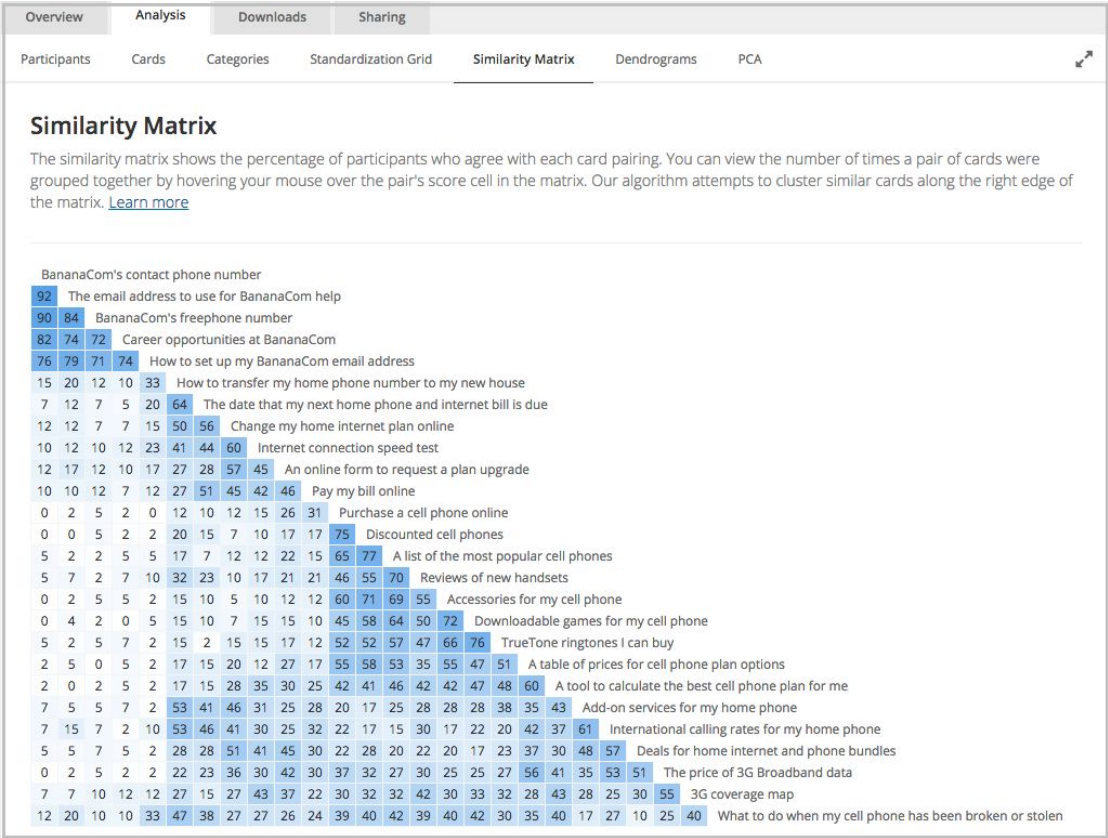 Overview Analysis Downloads Sharing
Participants Cards Categories Standardization Grid Similarity Matrix Dendrograms PCA
Similarity Matrix
The similarity matrix shows the percentage of participants who agree with each card pairing. You can view the number of times a pair of cards were
grouped together by hovering your mouse over the pair's score cell in the matrix. Our algorithm attempts to cluster similar cards along the right edge of
the matrix. Learn more
BananaCom's contact phone number
92 The email address to use for BananaCom help
90 84 BananaCom's freephone number
82 74 72 Career opportunities at BananaCom
76 79 71 74 How to set up my BananaCom email address
15 20 12 10 33 How to transfer my home phone number to my new house
7 12 7 5 20 64 The date that my next home phone and internet bill is due
12 12 7 7 15 50 56 Change my home internet plan online
10 12 10 12 23 41 44 60 Internet connection speed test
12 17 12 10 17 27 28 57 45 An online form to request a plan upgrade
10 10 12 7 12 27 51 45 42 46 Pay my bill online
0 2 5 2 0 12 10 12 15 26 31 Purchase a cell phone online
0 0 5 2 2 20 15 7 10 17 17 75 Discounted cell phones
5 2 2 5 5 17 7 12 12 22 15 65 77 A list of the most popular cell phones
5 7 2 7 10 32 23 10 17 21 21 46 55 70 Reviews of new handsets
0 2 5 5 2 15 10 5 10 12 12 60 71 69 55 Accessories for my cell phone
0 4 2 0 5 15 10 7 15 15 10 45 58 64 50 72 Downloadable games for my cell phone
5 2 5 7 2 15 2 15 15 17 12 52 52 57 47 66 76 TrueTone ringtones I can buy
2 5 0 5 2 17 15 20 12 27 17 55 58 53 35 55 47 51 A table of prices for cell phone plan options
2 0 2 5 2 17 15 28 35 30 25 42 41 46 42 42 47 48 60 A tool to calculate the best cell phone plan for me
7 5 5 7 2 53 41 46 31 25 28 20 17 25 28 28 28 38 35 43 Add-on services for my home phone
7 15 7 2 10 53 46 41 30 25 32 22 17 15 30 17 22 20 42 37 61 International calling rates for my home phone
5 5 7 5 2 28 28 51 41 45 30 22 28 20 22 20 17 23 37 30 48 57 Deals for home internet and phone bundles
0 2 5 2 2 22 23 36 30 42 30 37 32 27 30 25 25 27 56 41 35 53 51 The price of 3G Broadband data
7 7 10 12 12 27 15 27 43 37 22 30 32 32 42 30 33 32 28 43 28 25 30 55 3G coverage map
12 20 10 10 33 47 38 27 27 26 24 39 40 42 39 40 42 30 40 35 40 17 27 10 25 40 What to do when my cell phone has been broken or stolen